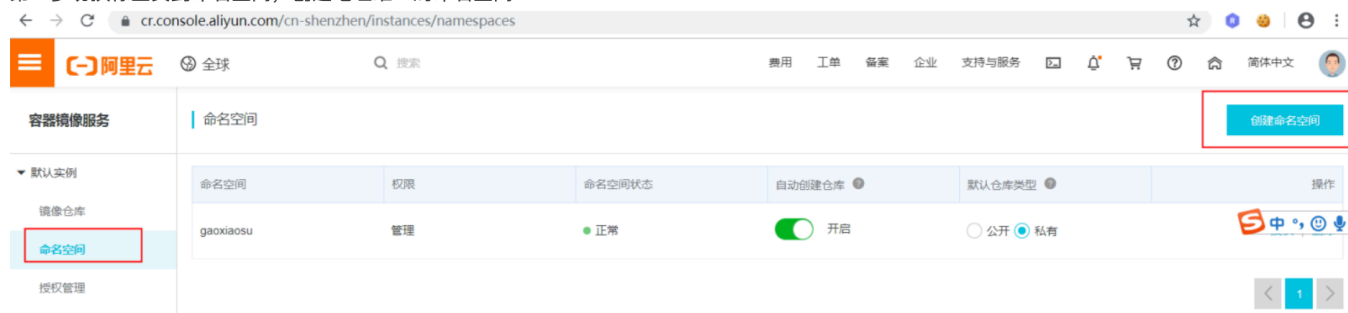 cr.console.aliyun.com/cn-shenzhen/instances/namespaces
阿里云 全球 搜索 费用 工单 备案 企业 支持与服务 简体中文
容器镜像服务 命名空间 创建命名空间
默认实例
命名空间 权限 命名空间状态 自动创建仓库 默认仓库类型 操作
镜像仓库
gaoxiaosu 管理 正常 开启 公开 私有 中
命名空间
授权管理
1